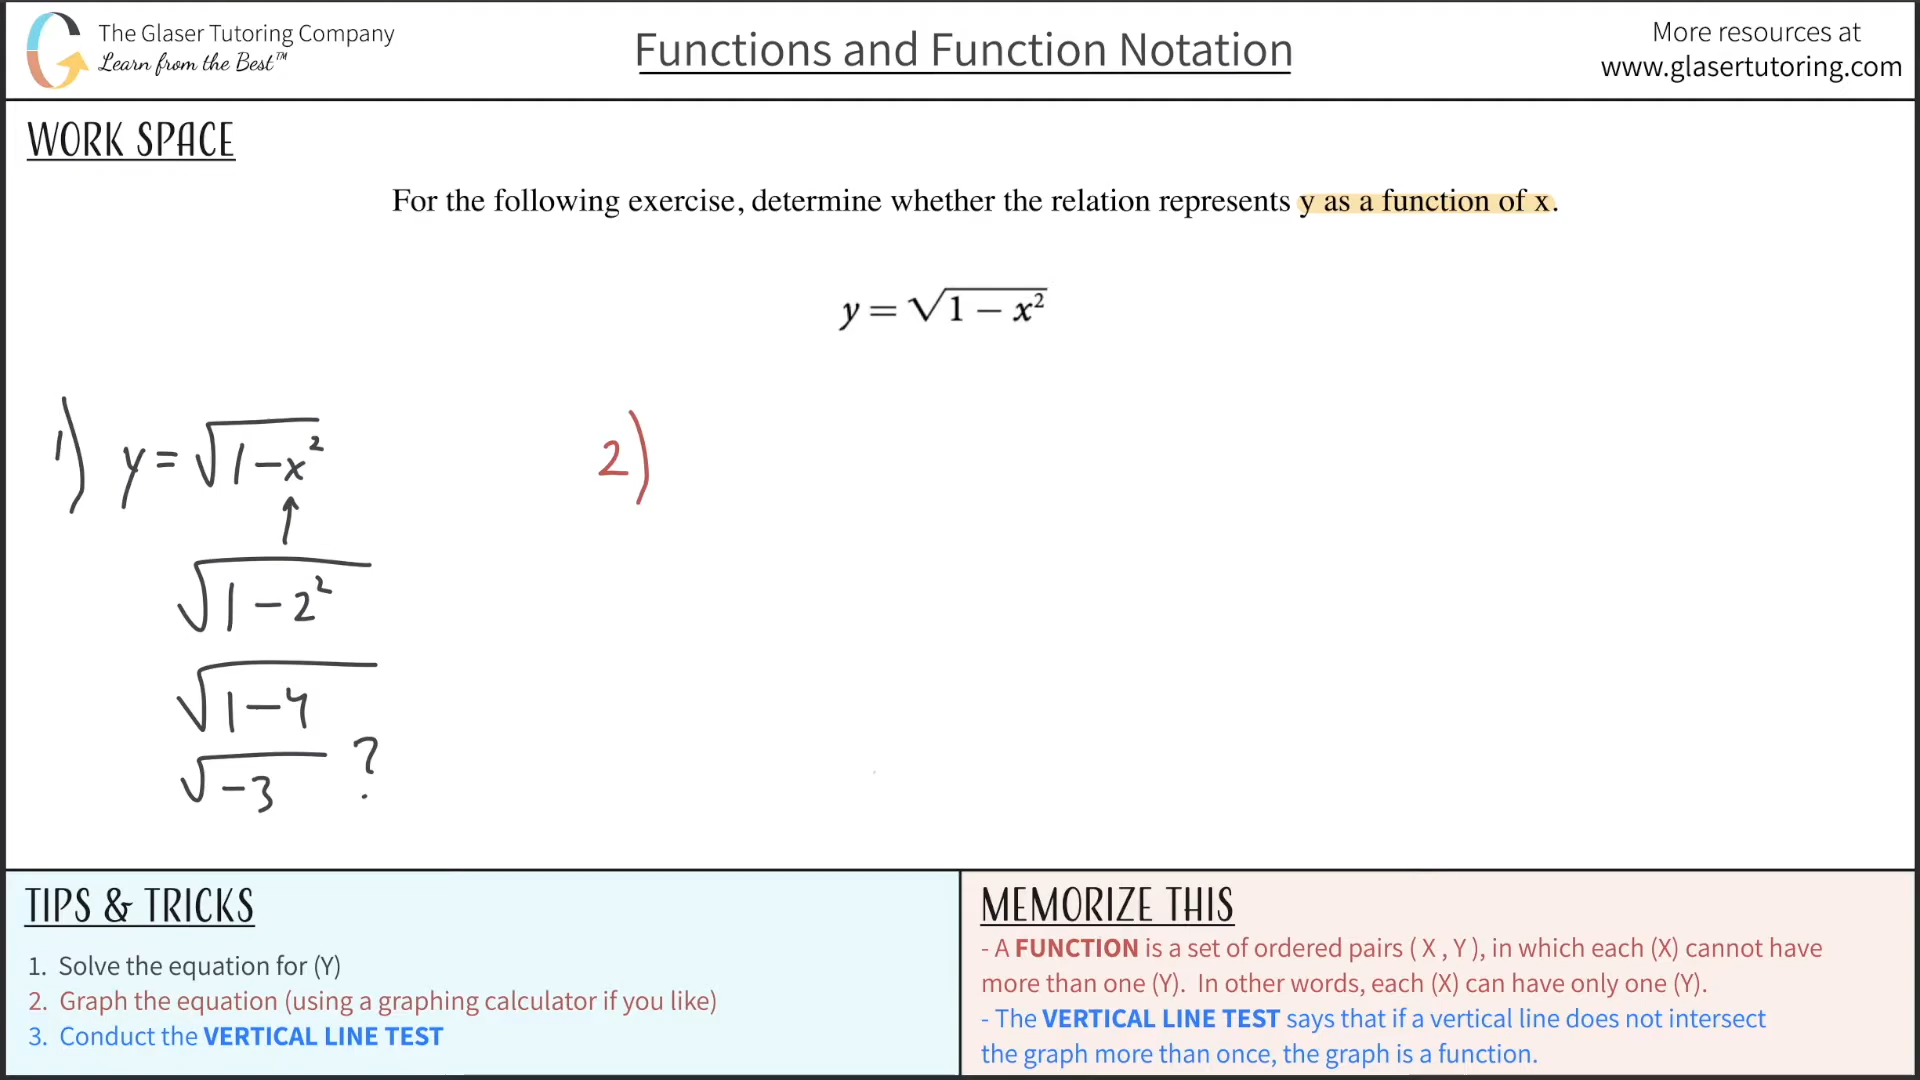 The Glaser Tutoring Company
Learn from the Best™
Functions and Function Notation
More resources at
www.glasertutoring.com
WORK SPACE
For the following exercise, determine whether the relation represents y as a function of x.
y = √(1 − x²)
1) y = √(1 − x²)
2)
↑
√(1 − 2²)
√(1 − 4)
√(−3) ?
TIPS & TRICKS
1. Solve the equation for (Y)
2. Graph the equation (using a graphing calculator if you like)
3. Conduct the VERTICAL LINE TEST
MEMORIZE THIS
- A FUNCTION is a set of ordered pairs ( X , Y ), in which each (X) cannot have
more than one (Y). In other words, each (X) can have only one (Y).
- The VERTICAL LINE TEST says that if a vertical line does not intersect
the graph more than once, the graph is a function.